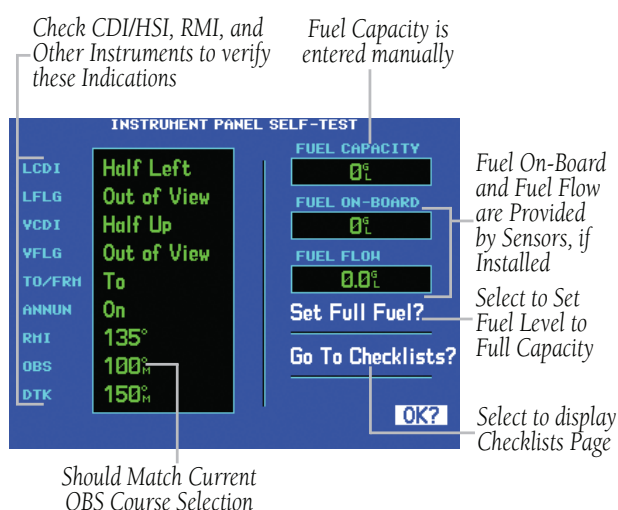 Check CDI/HSI, RMI, and
Other Instruments to verify
these Indications
Fuel Capacity is
entered manually
INSTRUMENT PANEL SELF-TEST
LCDI Half Left
LFLG Out of View
VCDI Half Up
VFLG Out of View
TO/FRM To
ANNUN On
RMI 135°
OBS 100°M
DTK 150°M
FUEL CAPACITY
0GL
FUEL ON-BOARD
0GL
FUEL FLOW
0.0GL
Set Full Fuel?
Go To Checklists?
OK?
Fuel On-Board
and Fuel Flow
are Provided
by Sensors, if
Installed
Select to Set
Fuel Level to
Full Capacity
Select to display
Checklists Page
Should Match Current
OBS Course Selection